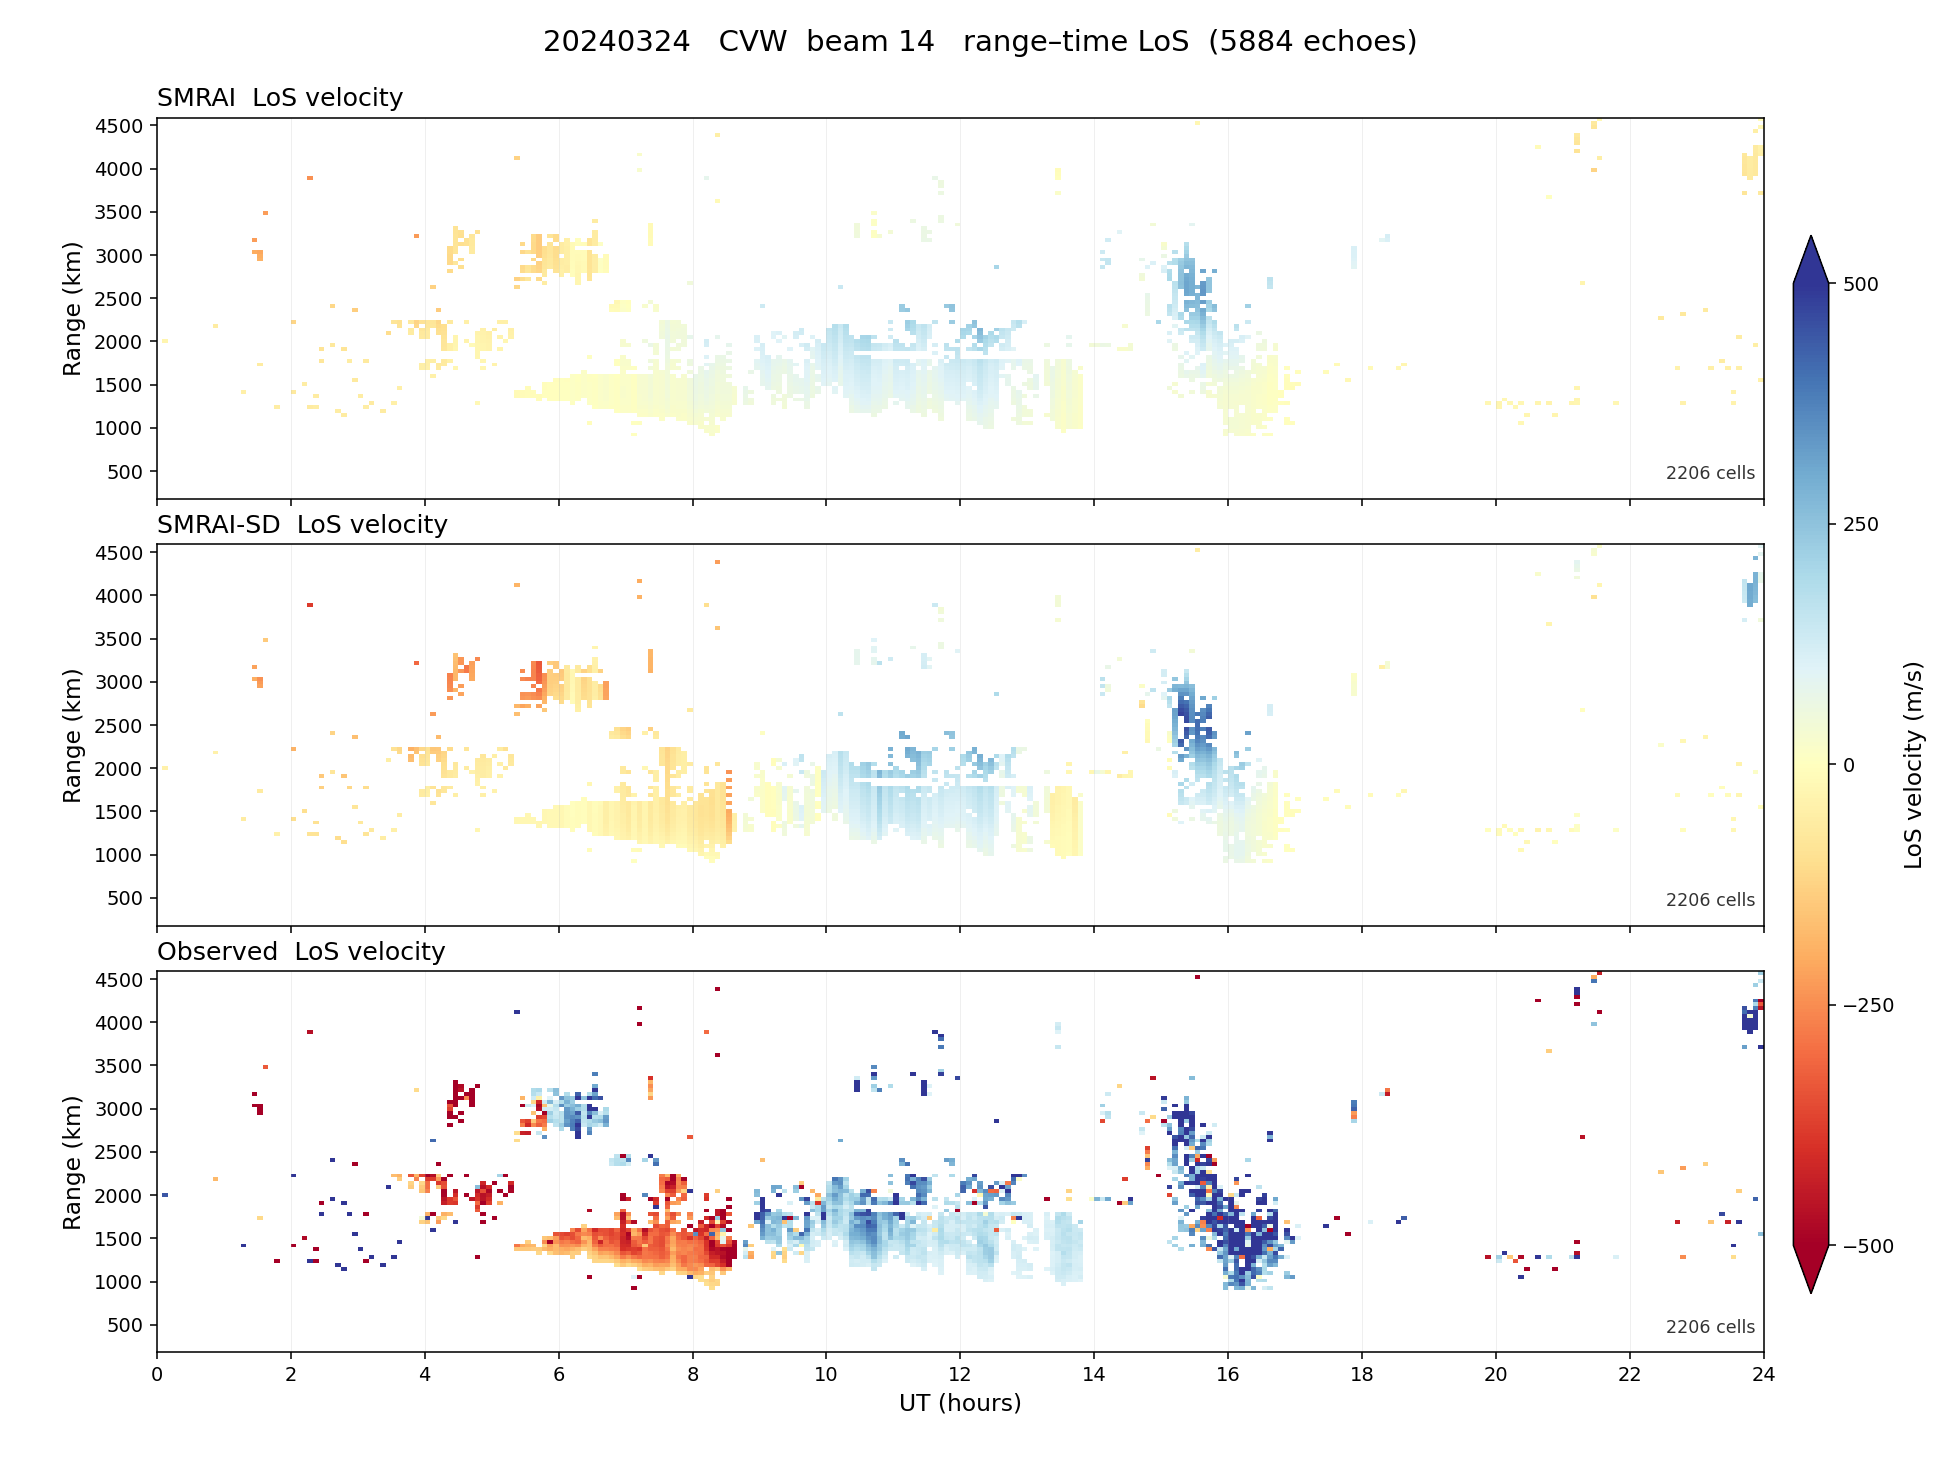 20240324   CVW  beam 14   range–time LoS  (5884 echoes)
SMRAI  LoS velocity
4500
4000
3500
3000
2500
2000
1500
1000
500
Range (km)
2206 cells
SMRAI-SD  LoS velocity
4500
4000
3500
3000
2500
2000
1500
1000
500
Range (km)
2206 cells
Observed  LoS velocity
4500
4000
3500
3000
2500
2000
1500
1000
500
Range (km)
2206 cells
0 2 4 6 8 10 12 14 16 18 20 22 24
UT (hours)
500
250
0
−250
−500
LoS velocity (m/s)